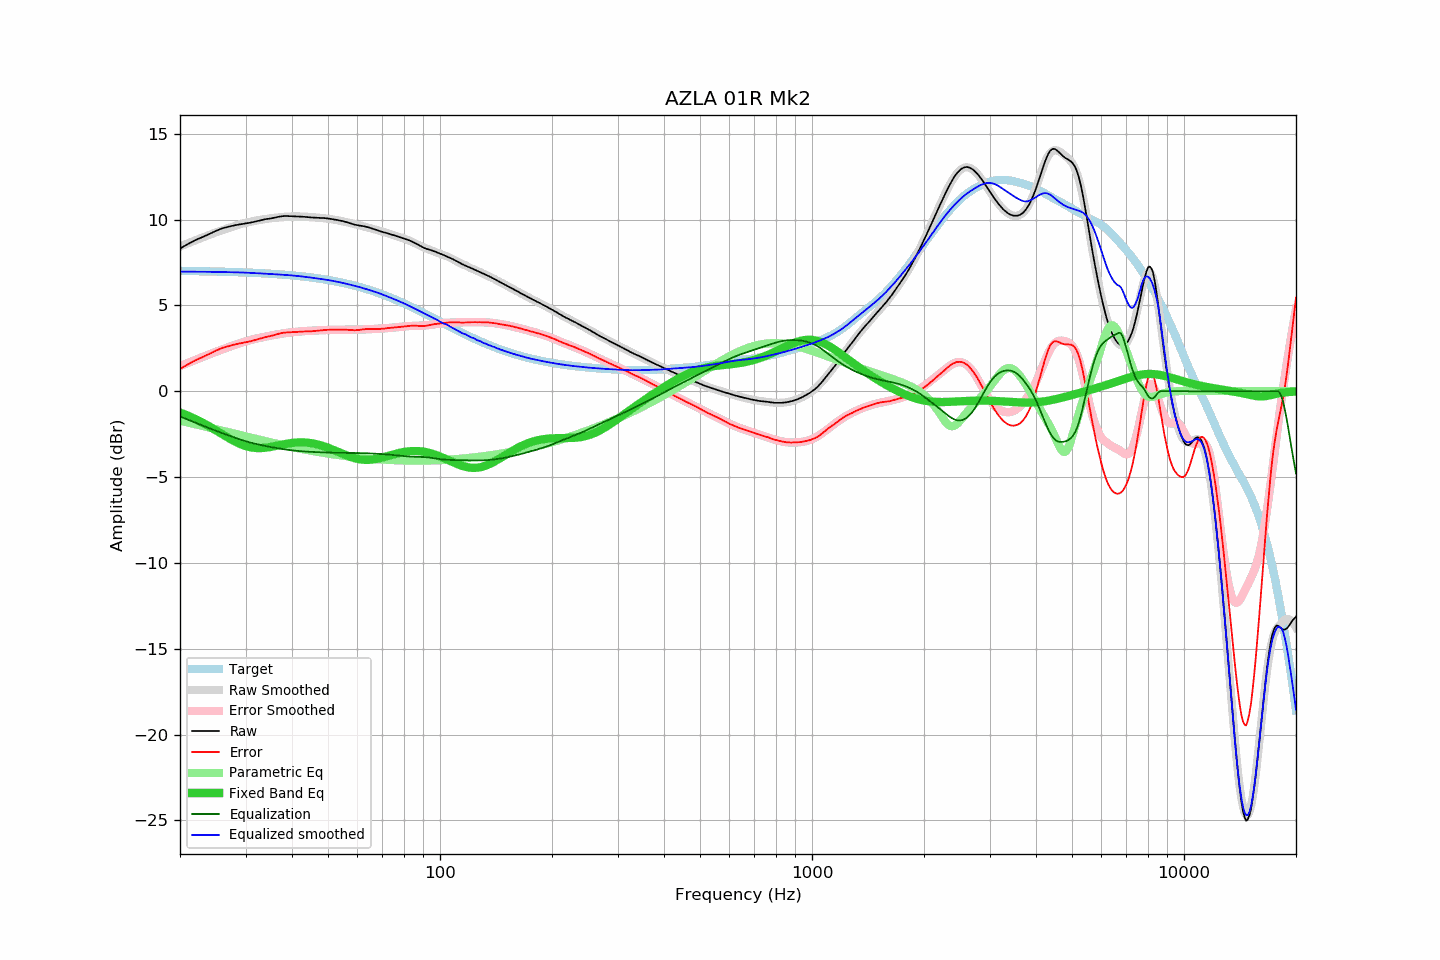 AZLA 01R Mk2
15
10
5
0
−5
−10
−15
−20
−25
Amplitude (dBr)
Target
Raw Smoothed
Error Smoothed
Raw
Error
Parametric Eq
Fixed Band Eq
Equalization
Equalized smoothed
100
1000
10000
Frequency (Hz)